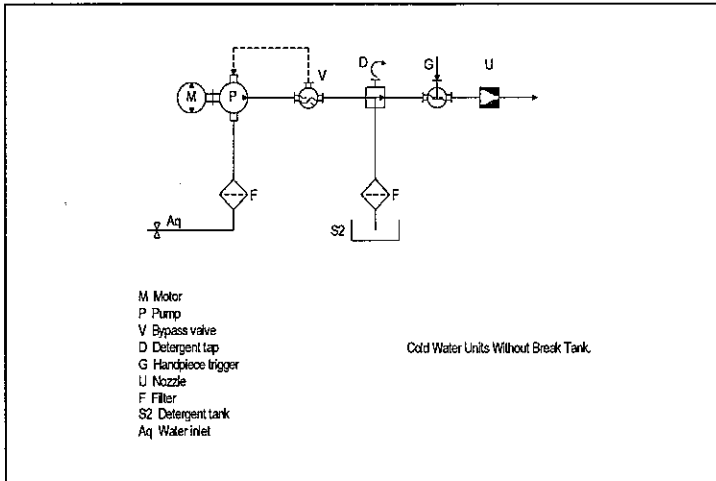 D G U
V
M P
F F
Aq
S2
M Motor
P Pump
V Bypass valve
D Detergent tap
G Handpiece trigger
U Nozzle
F Filter
S2 Detergent tank
Aq Water inlet
Cold Water Units Without Break Tank.